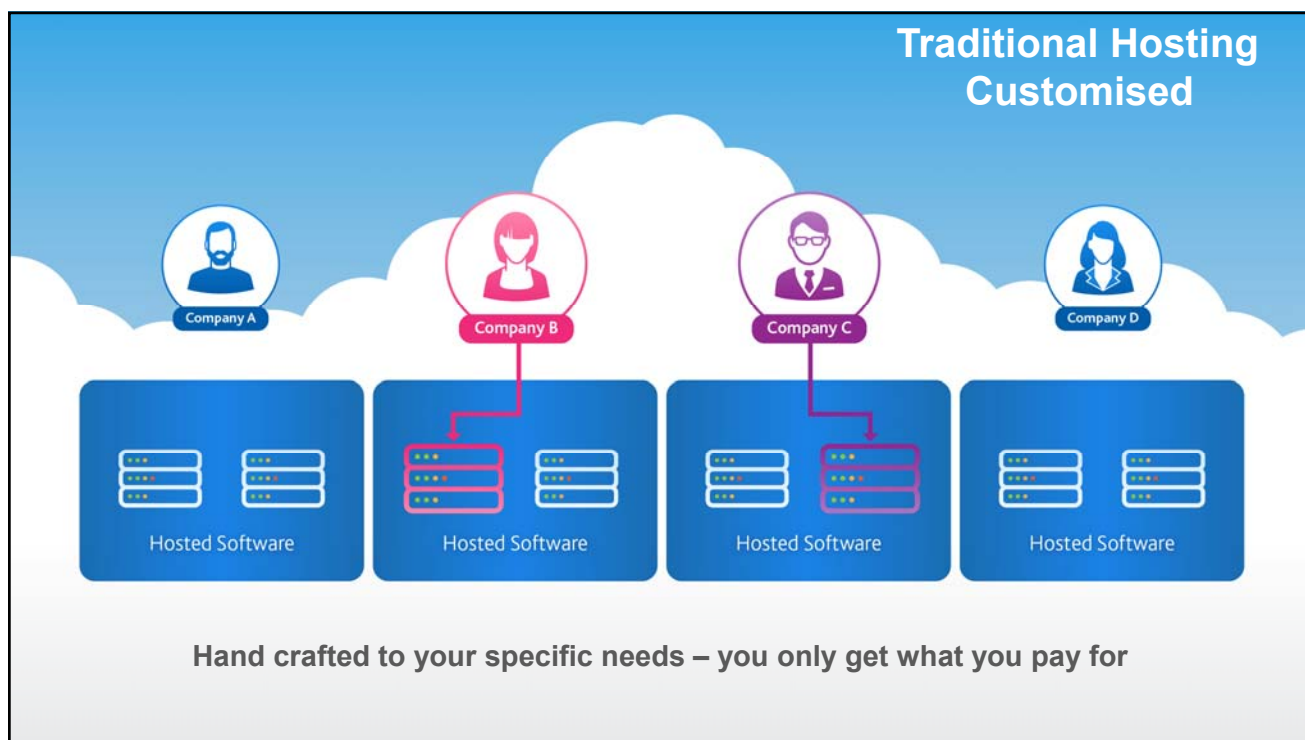 Traditional Hosting
Customised
Company A
Company B
Company C
Company D
Hosted Software
Hosted Software
Hosted Software
Hosted Software
Hand crafted to your specific needs – you only get what you pay for